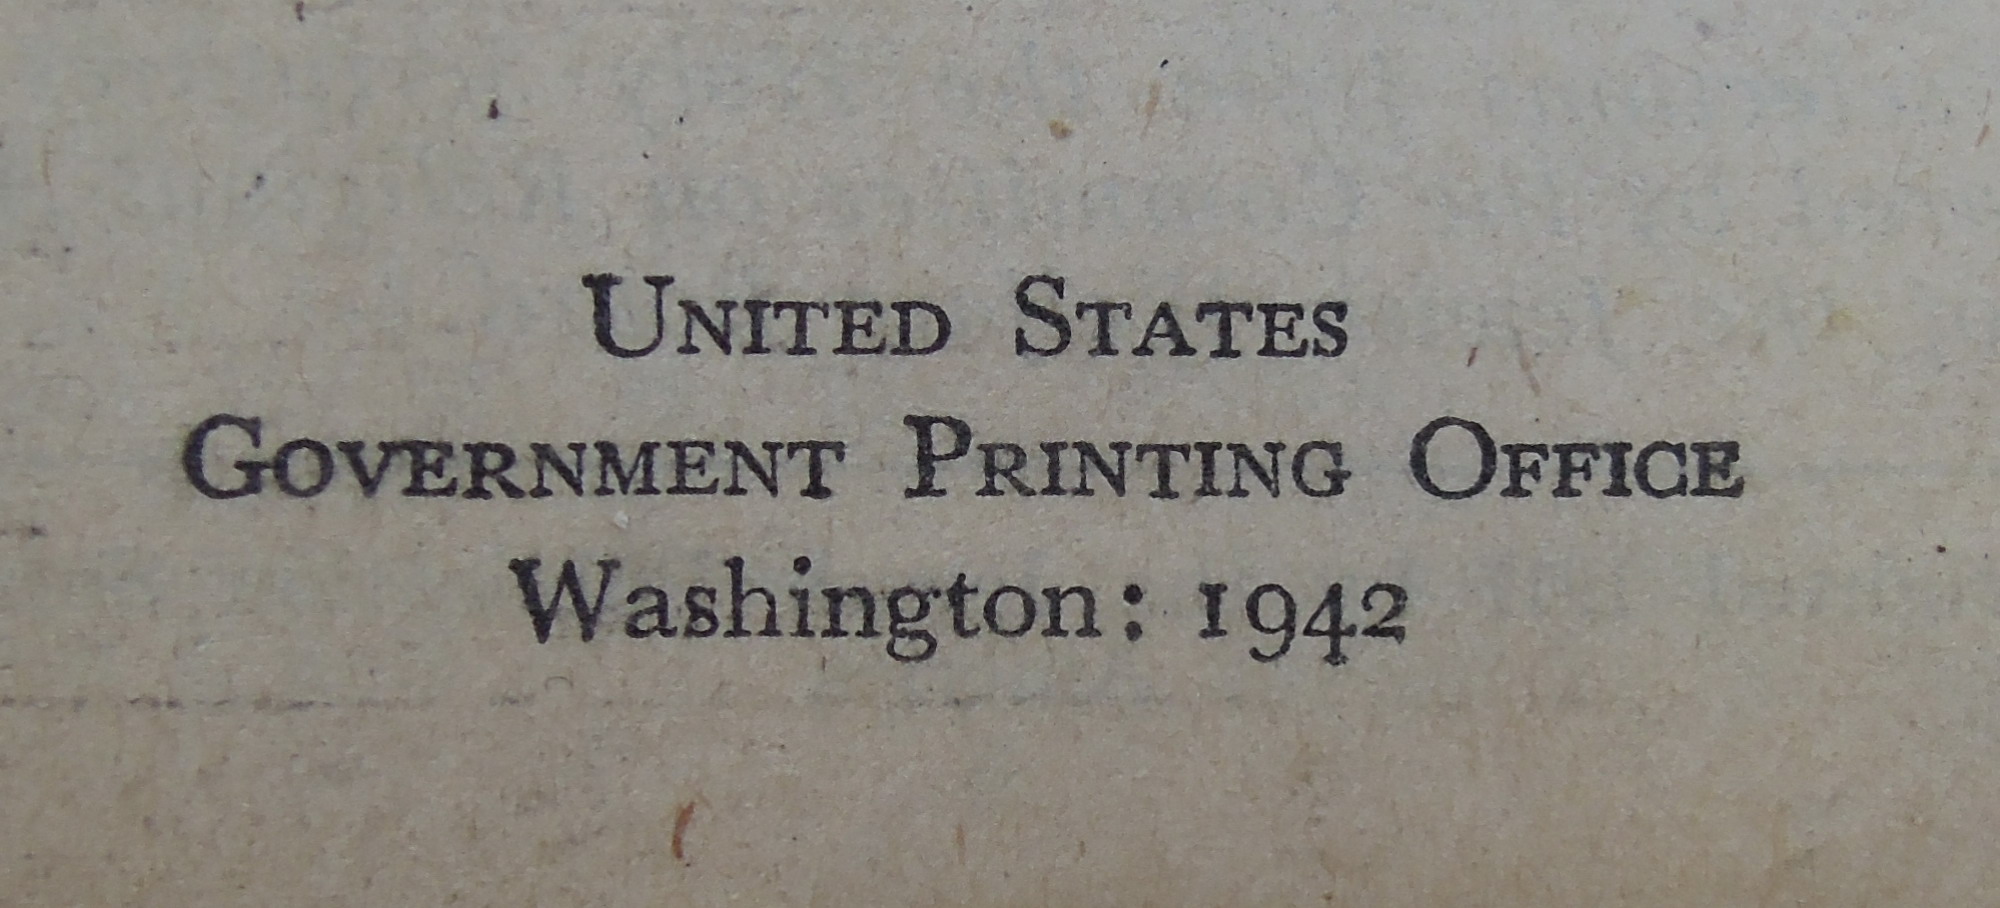 United States
Government Printing Office
Washington: 1942